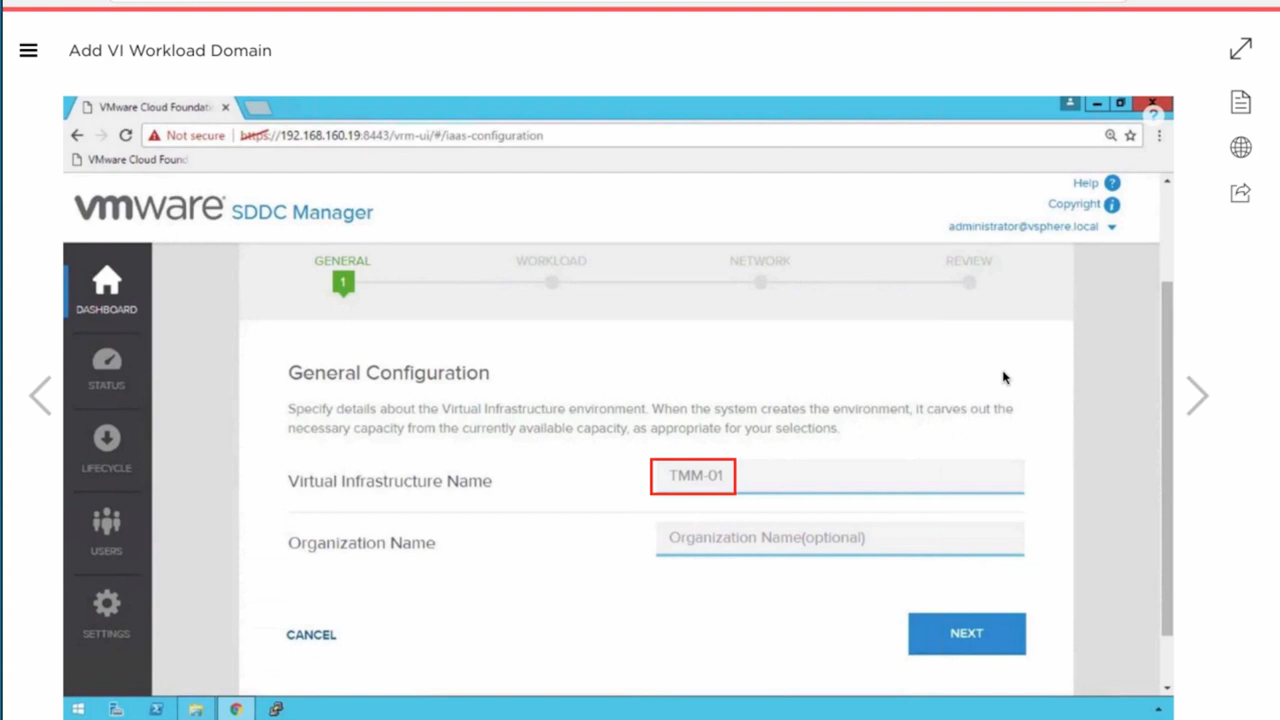 Add VI Workload Domain
VMware Cloud Foundati
Not secure | https://192.168.160.19:8443/vrm-ui/#/iaas-configuration
VMware Cloud Found
vmware SDDC Manager
Help ?
Copyright i
administrator@vsphere.local
DASHBOARD
STATUS
LIFECYCLE
USERS
SETTINGS
GENERAL WORKLOAD NETWORK REVIEW
1
General Configuration
Specify details about the Virtual Infrastructure environment. When the system creates the environment, it carves out the
necessary capacity from the currently available capacity, as appropriate for your selections.
Virtual Infrastructure Name TMM-01
Organization Name Organization Name(optional)
CANCEL NEXT